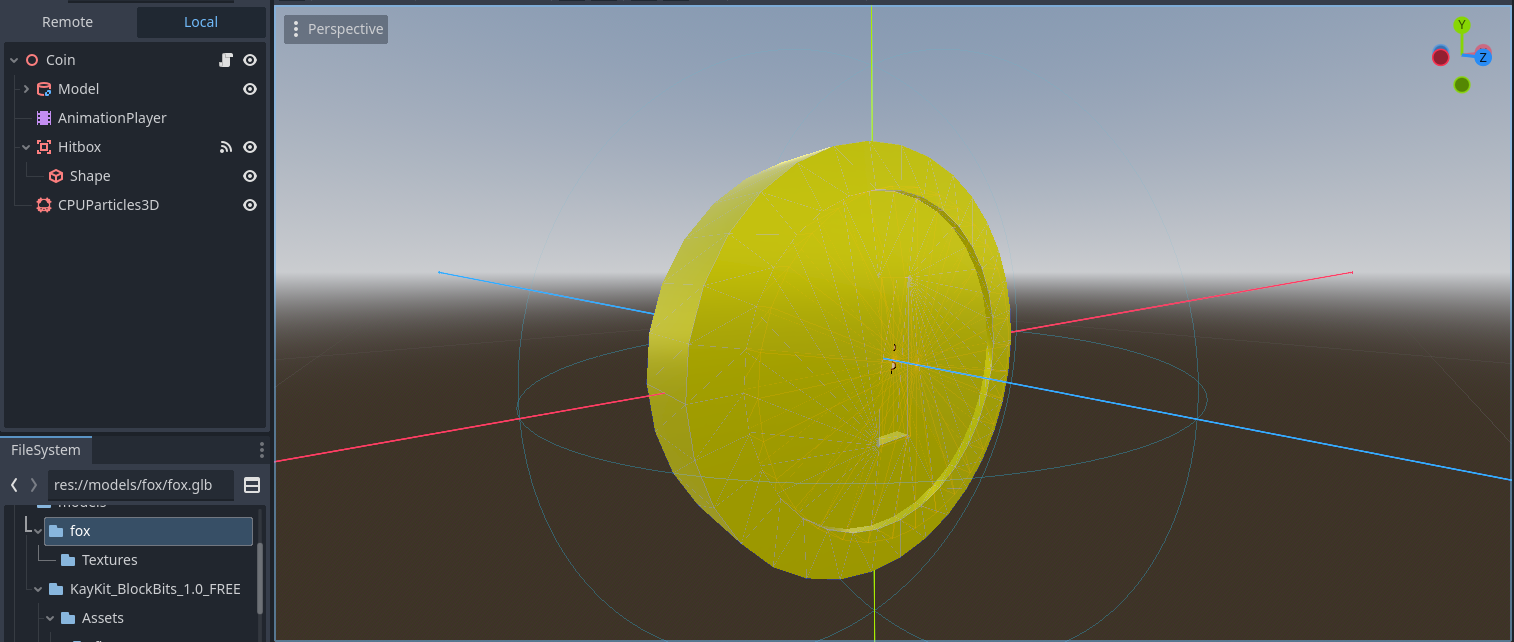 Remote Local
Perspective
Y
Z
Coin
Model
AnimationPlayer
Hitbox
Shape
CPUParticles3D
FileSystem
res://models/fox/fox.glb
models
fox
Textures
KayKit_BlockBits_1.0_FREE
Assets